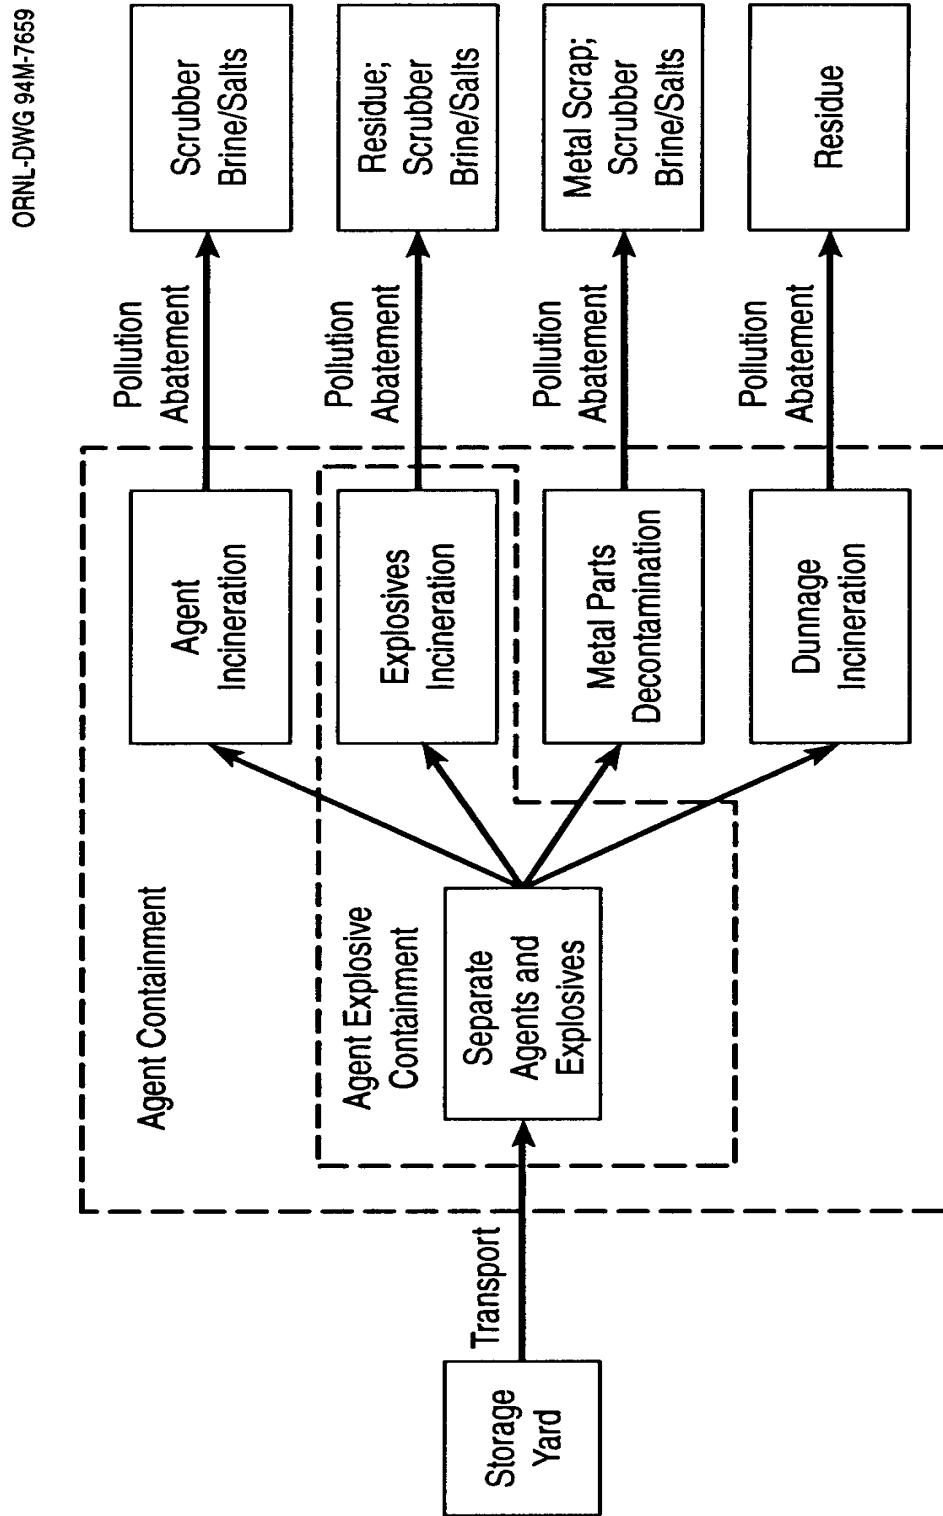 ORNL-DWG 94M-7659
Agent Containment
Agent Explosive
Containment
Storage
Yard
Transport
Separate
Agents and
Explosives
Agent
Incineration
Pollution
Abatement
Scrubber
Brine/Salts
Explosives
Incineration
Pollution
Abatement
Residue;
Scrubber
Brine/Salts
Metal Parts
Decontamination
Pollution
Abatement
Metal Scrap;
Scrubber
Brine/Salts
Dunnage
Incineration
Pollution
Abatement
Residue